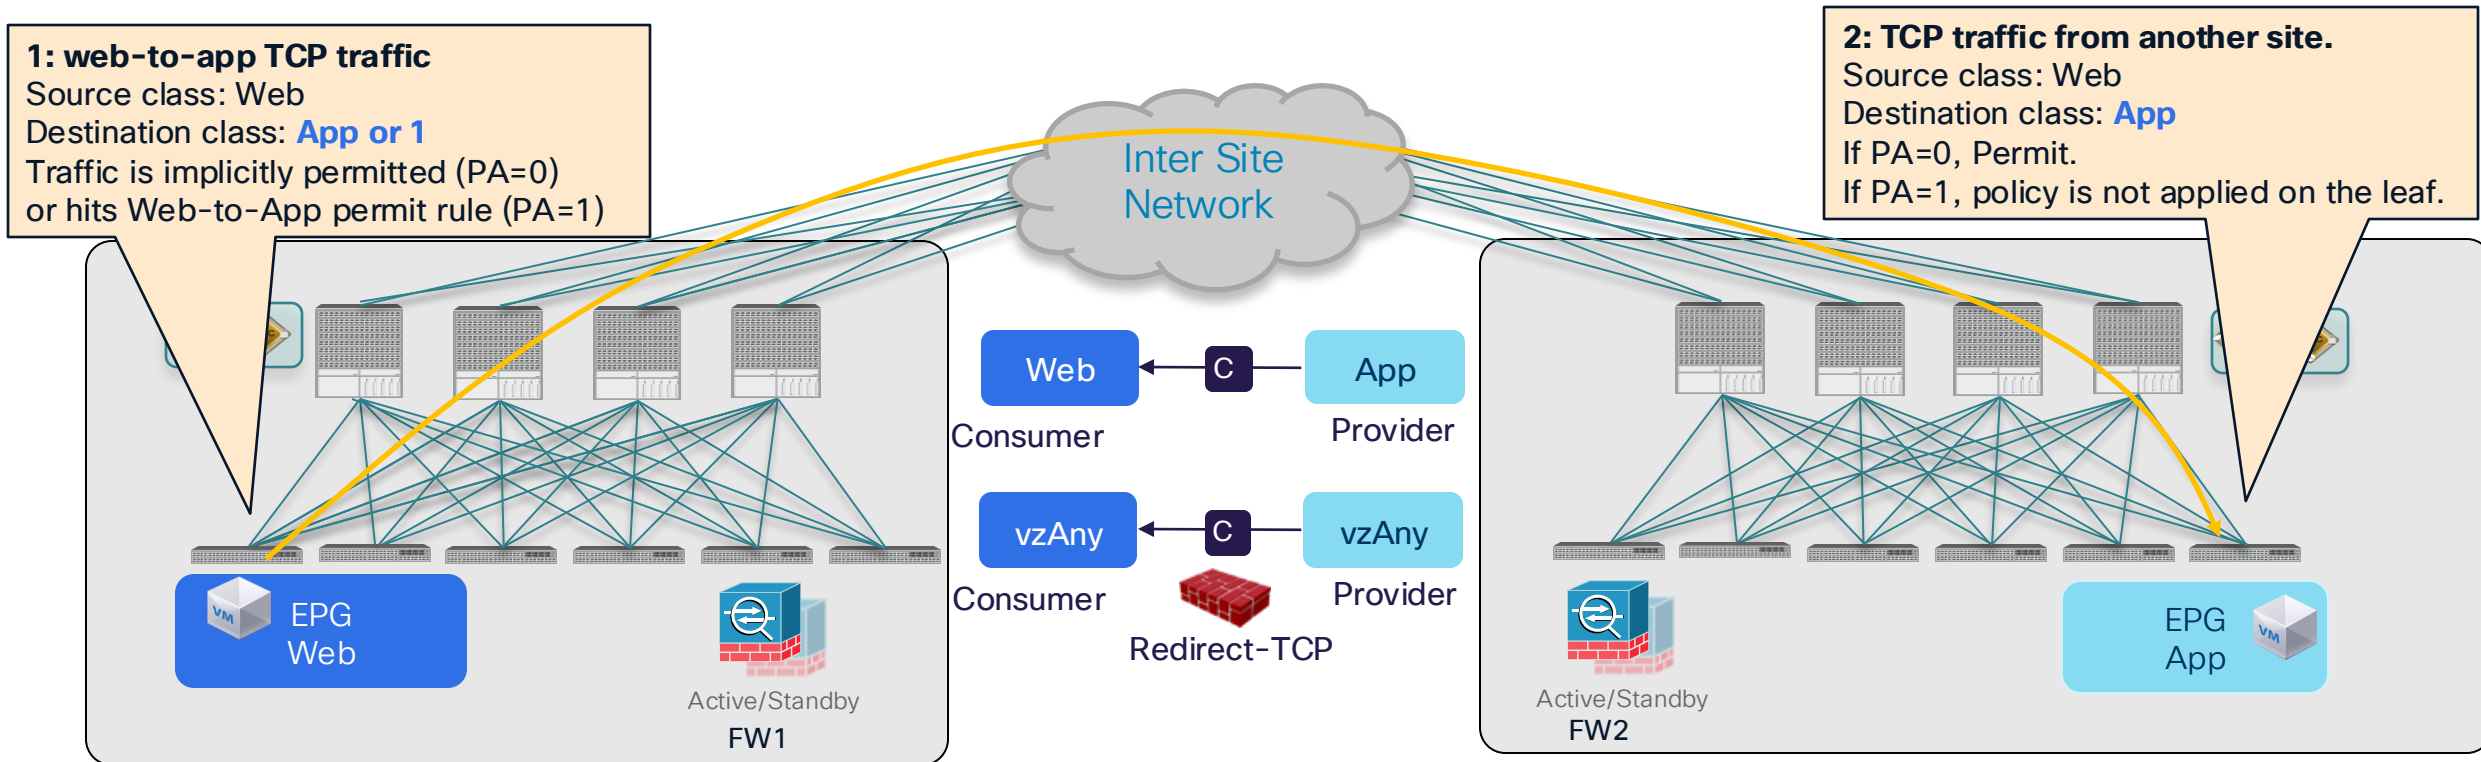 1: web-to-app TCP traffic
Source class: Web
Destination class: App or 1
Traffic is implicitly permitted (PA=0)
or hits Web-to-App permit rule (PA=1)
2: TCP traffic from another site.
Source class: Web
Destination class: App
If PA=0, Permit.
If PA=1, policy is not applied on the leaf.
Inter Site
Network
Web
C
App
Consumer
Provider
vzAny
C
vzAny
Consumer
Provider
Redirect-TCP
VM
EPG
Web
Active/Standby
FW1
Active/Standby
FW2
EPG
App
VM